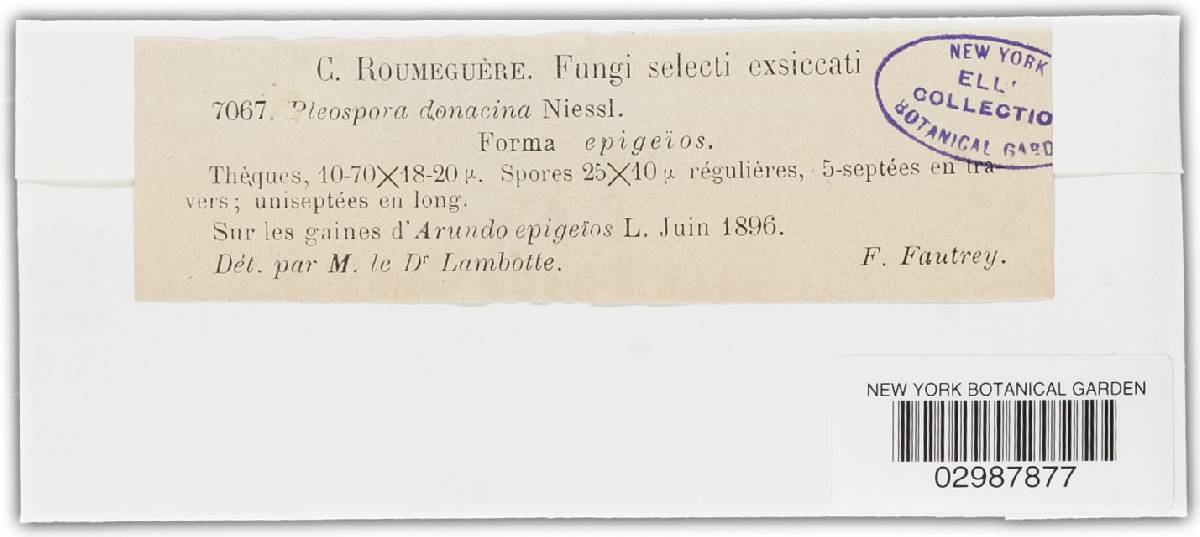 C. ROUMEGUÈRE. Fungi selecti exsiccati
7067. Pleospora donacina Niessl.
Forma epigeïos.
Thèques, 10-70×18-20 µ. Spores 25×10 µ régulières, 5-septées en tra-
vers; uniseptées en long.
Sur les gaines d'Arundo epigeïos L. Juin 1896.
Dét. par M. le Dr Lambotte.
F. Fautrey.
NEW YORK
COLLECTIO
BOTANICAL GARD
NEW YORK BOTANICAL GARDEN
02987877